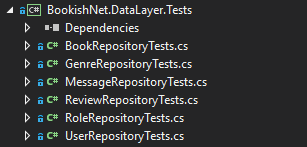 BookishNet.DataLayer.Tests
Dependencies
C# BookRepositoryTests.cs
C# GenreRepositoryTests.cs
C# MessageRepositoryTests.cs
C# ReviewRepositoryTests.cs
C# RoleRepositoryTests.cs
C# UserRepositoryTests.cs